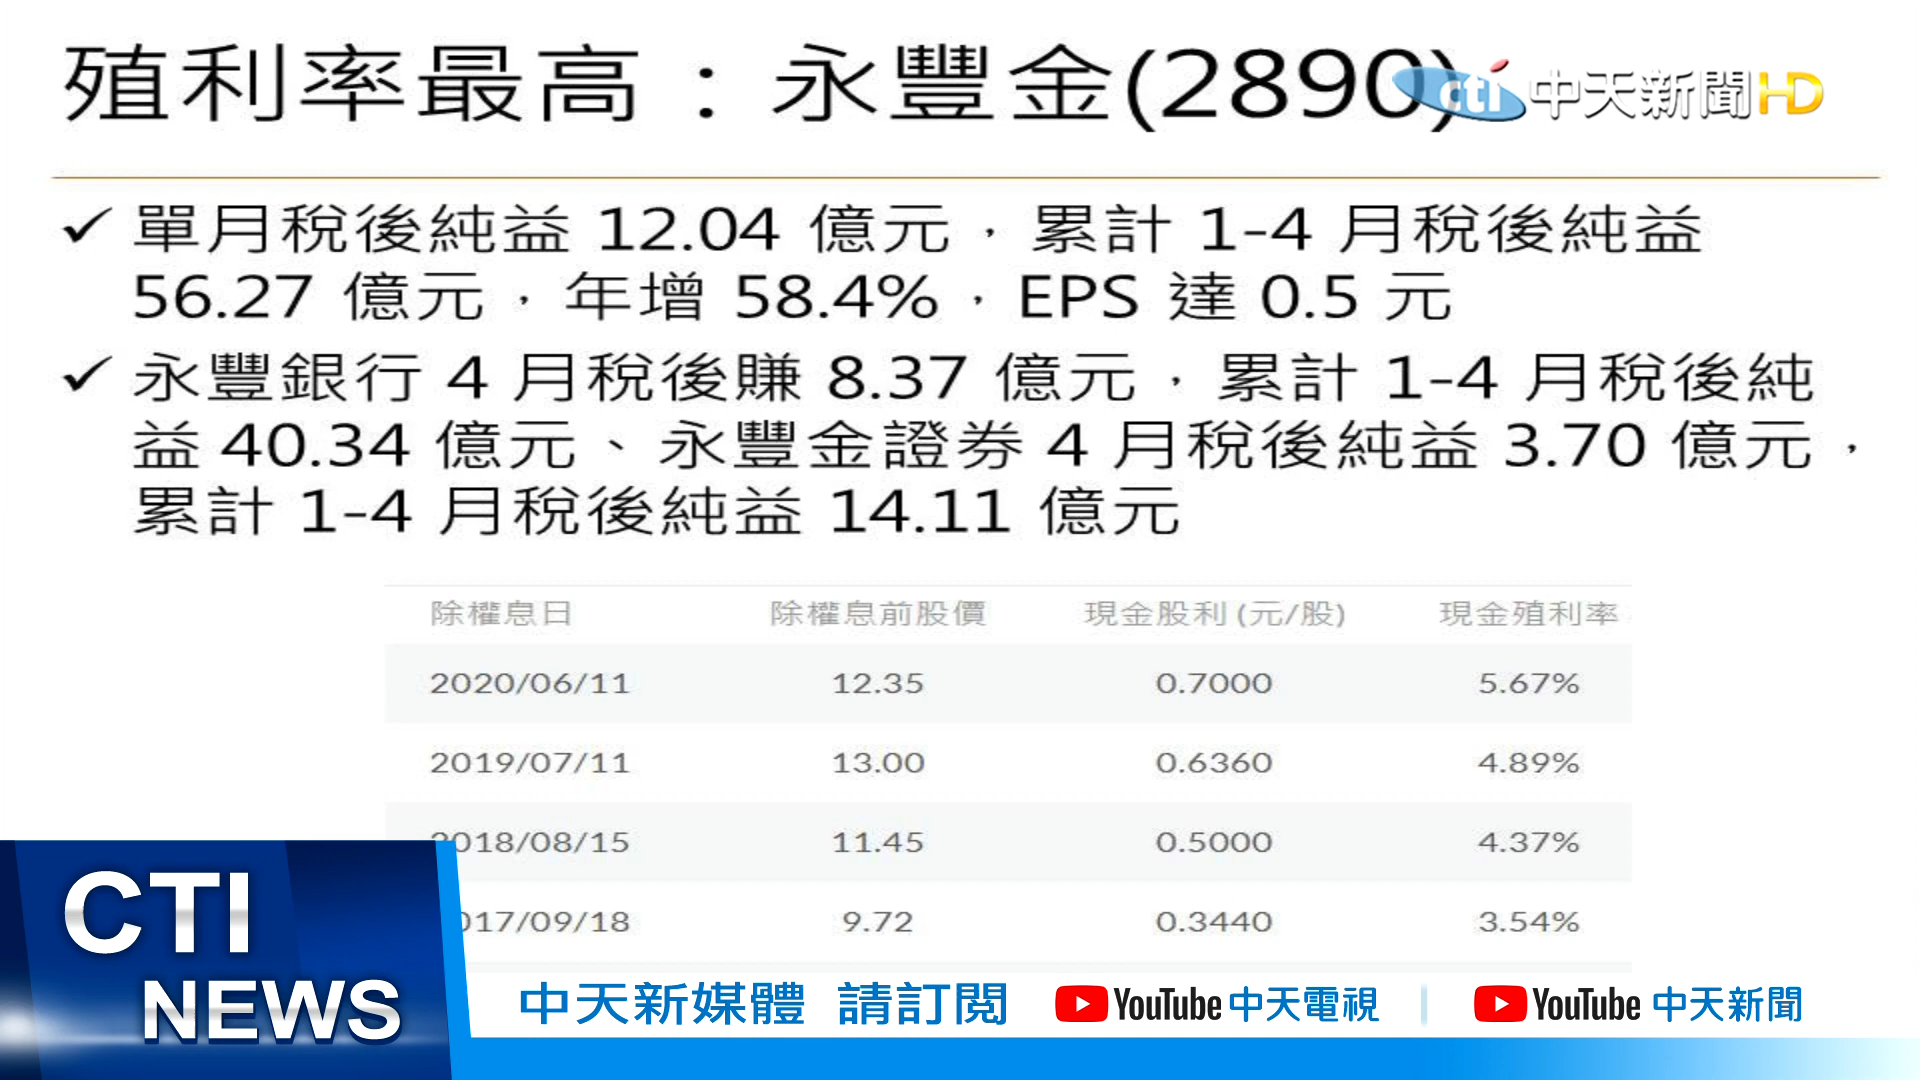 殖利率最高：永豐金(2890)
cti 中天新聞HD
✓ 單月稅後純益 12.04 億元，累計 1-4 月稅後純益
56.27 億元，年增 58.4%，EPS 達 0.5 元
✓ 永豐銀行 4 月稅後賺 8.37 億元，累計 1-4 月稅後純
益 40.34 億元、永豐金證券 4 月稅後純益 3.70 億元，
累計 1-4 月稅後純益 14.11 億元
除權息日 除權息前股價 現金股利 (元/股) 現金殖利率
2020/06/11 12.35 0.7000 5.67%
2019/07/11 13.00 0.6360 4.89%
2018/08/15 11.45 0.5000 4.37%
017/09/18 9.72 0.3440 3.54%
CTI
NEWS
中天新媒體 請訂閱 YouTube 中天電視 | YouTube 中天新聞